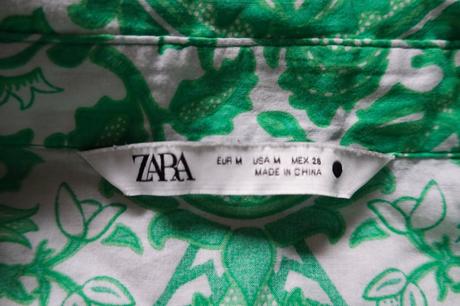 ZARA
EUR M USA M MEX 28
MADE IN CHINA